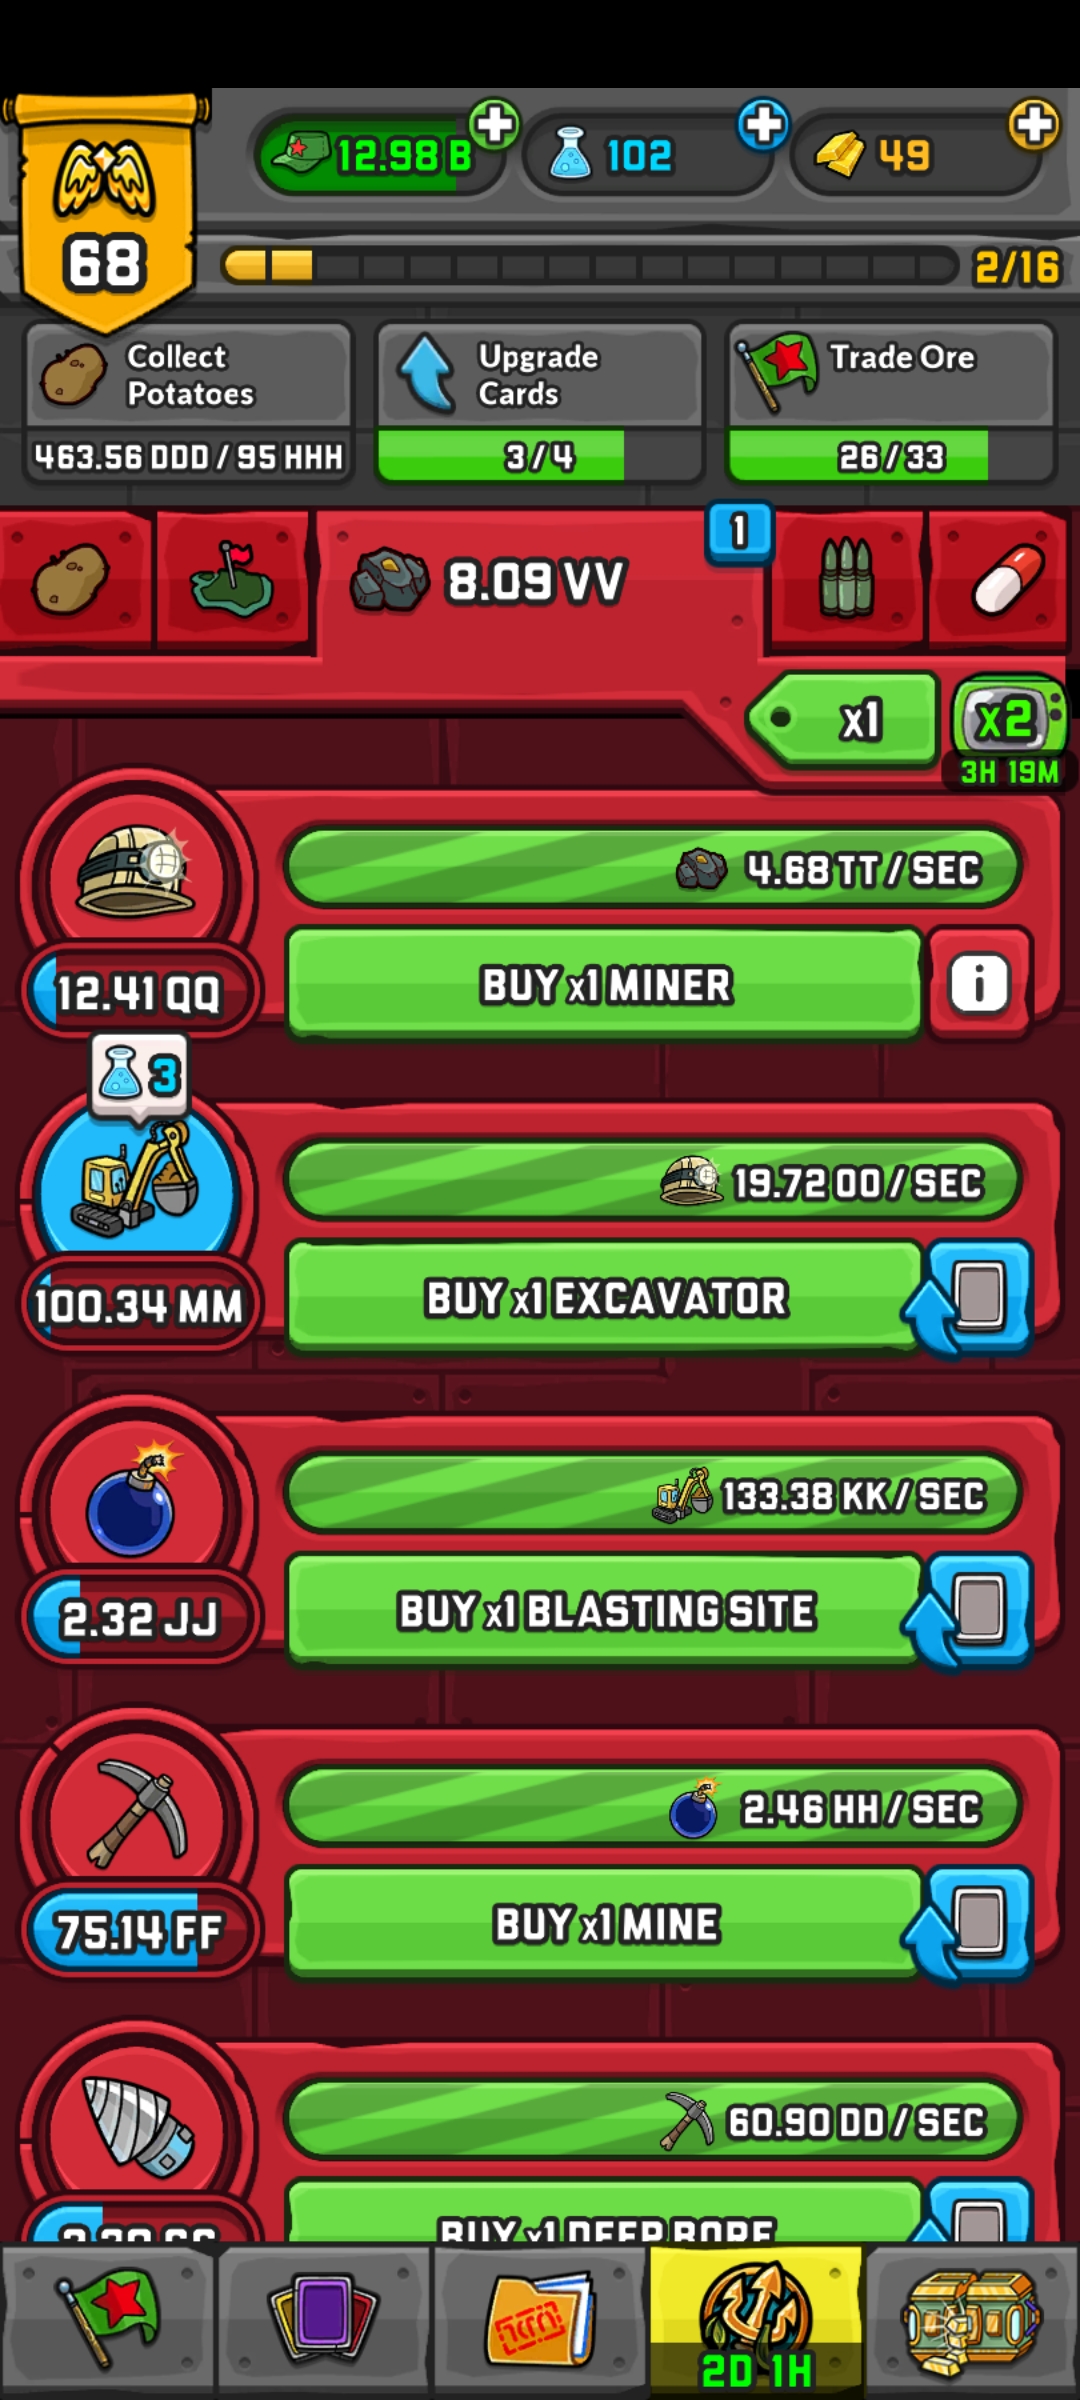 12.98 B
102
49
68
2/16
Collect
Potatoes
Upgrade
Cards
Trade Ore
463.56 DDD / 95 HHH
3/4
26/33
1
8.09 VV
x1
x2
3H 19M
4.68 TT / SEC
12.41 QQ
BUY x1 MINER
i
3
19.72 OO / SEC
100.34 MM
BUY x1 EXCAVATOR
133.38 KK / SEC
2.32 JJ
BUY x1 BLASTING SITE
2.46 HH / SEC
75.14 FF
BUY x1 MINE
60.90 DD / SEC
BUY x1 DEEP BORE
2D 1H